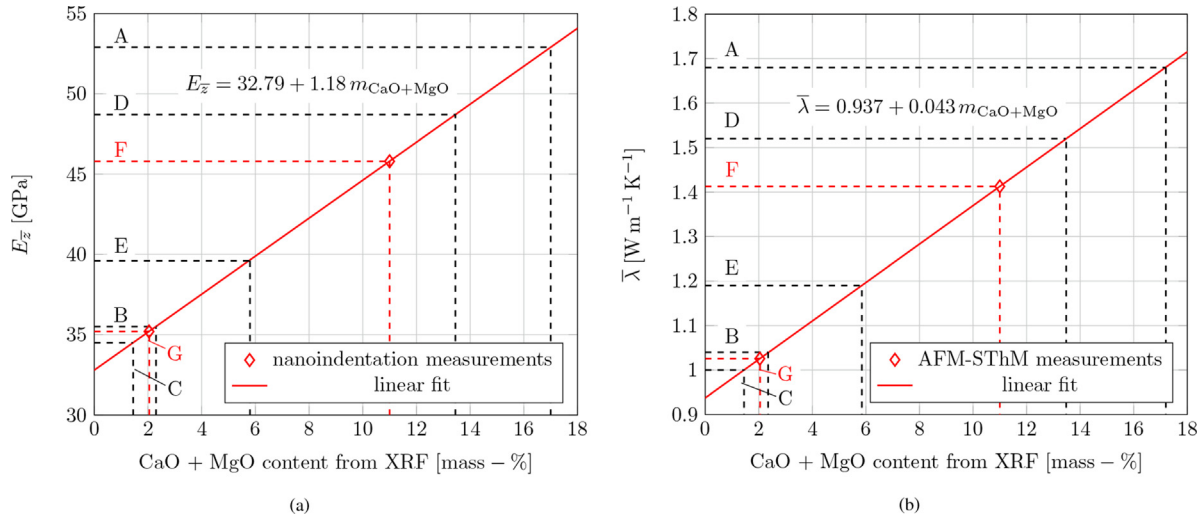 55
50
45
40
35
30
A
D
F
E
B
G
C
E_z̅ = 32.79 + 1.18 m_CaO+MgO
E_z̅ [GPa]
nanoindentation measurements
linear fit
0 2 4 6 8 10 12 14 16 18
CaO + MgO content from XRF [mass − %]
(a)
1.8
1.7
1.6
1.5
1.4
1.3
1.2
1.1
1
0.9
A
D
F
E
B
G
C
λ̅ = 0.937 + 0.043 m_CaO+MgO
λ̅ [W m⁻¹ K⁻¹]
AFM-SThM measurements
linear fit
0 2 4 6 8 10 12 14 16 18
CaO + MgO content from XRF [mass − %]
(b)